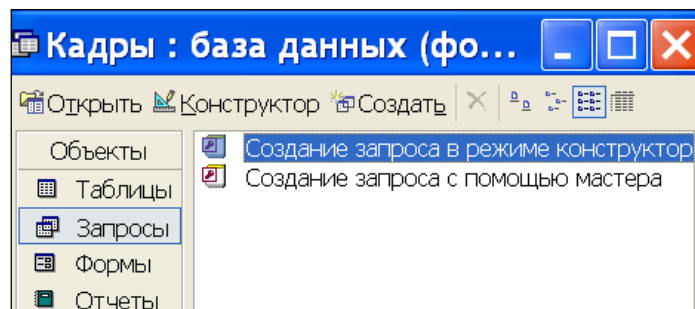 Кадры : база данных (фо...
Открыть Конструктор Создать
Объекты
Создание запроса в режиме конструктор
Таблицы
Создание запроса с помощью мастера
Запросы
Формы
Отчеты